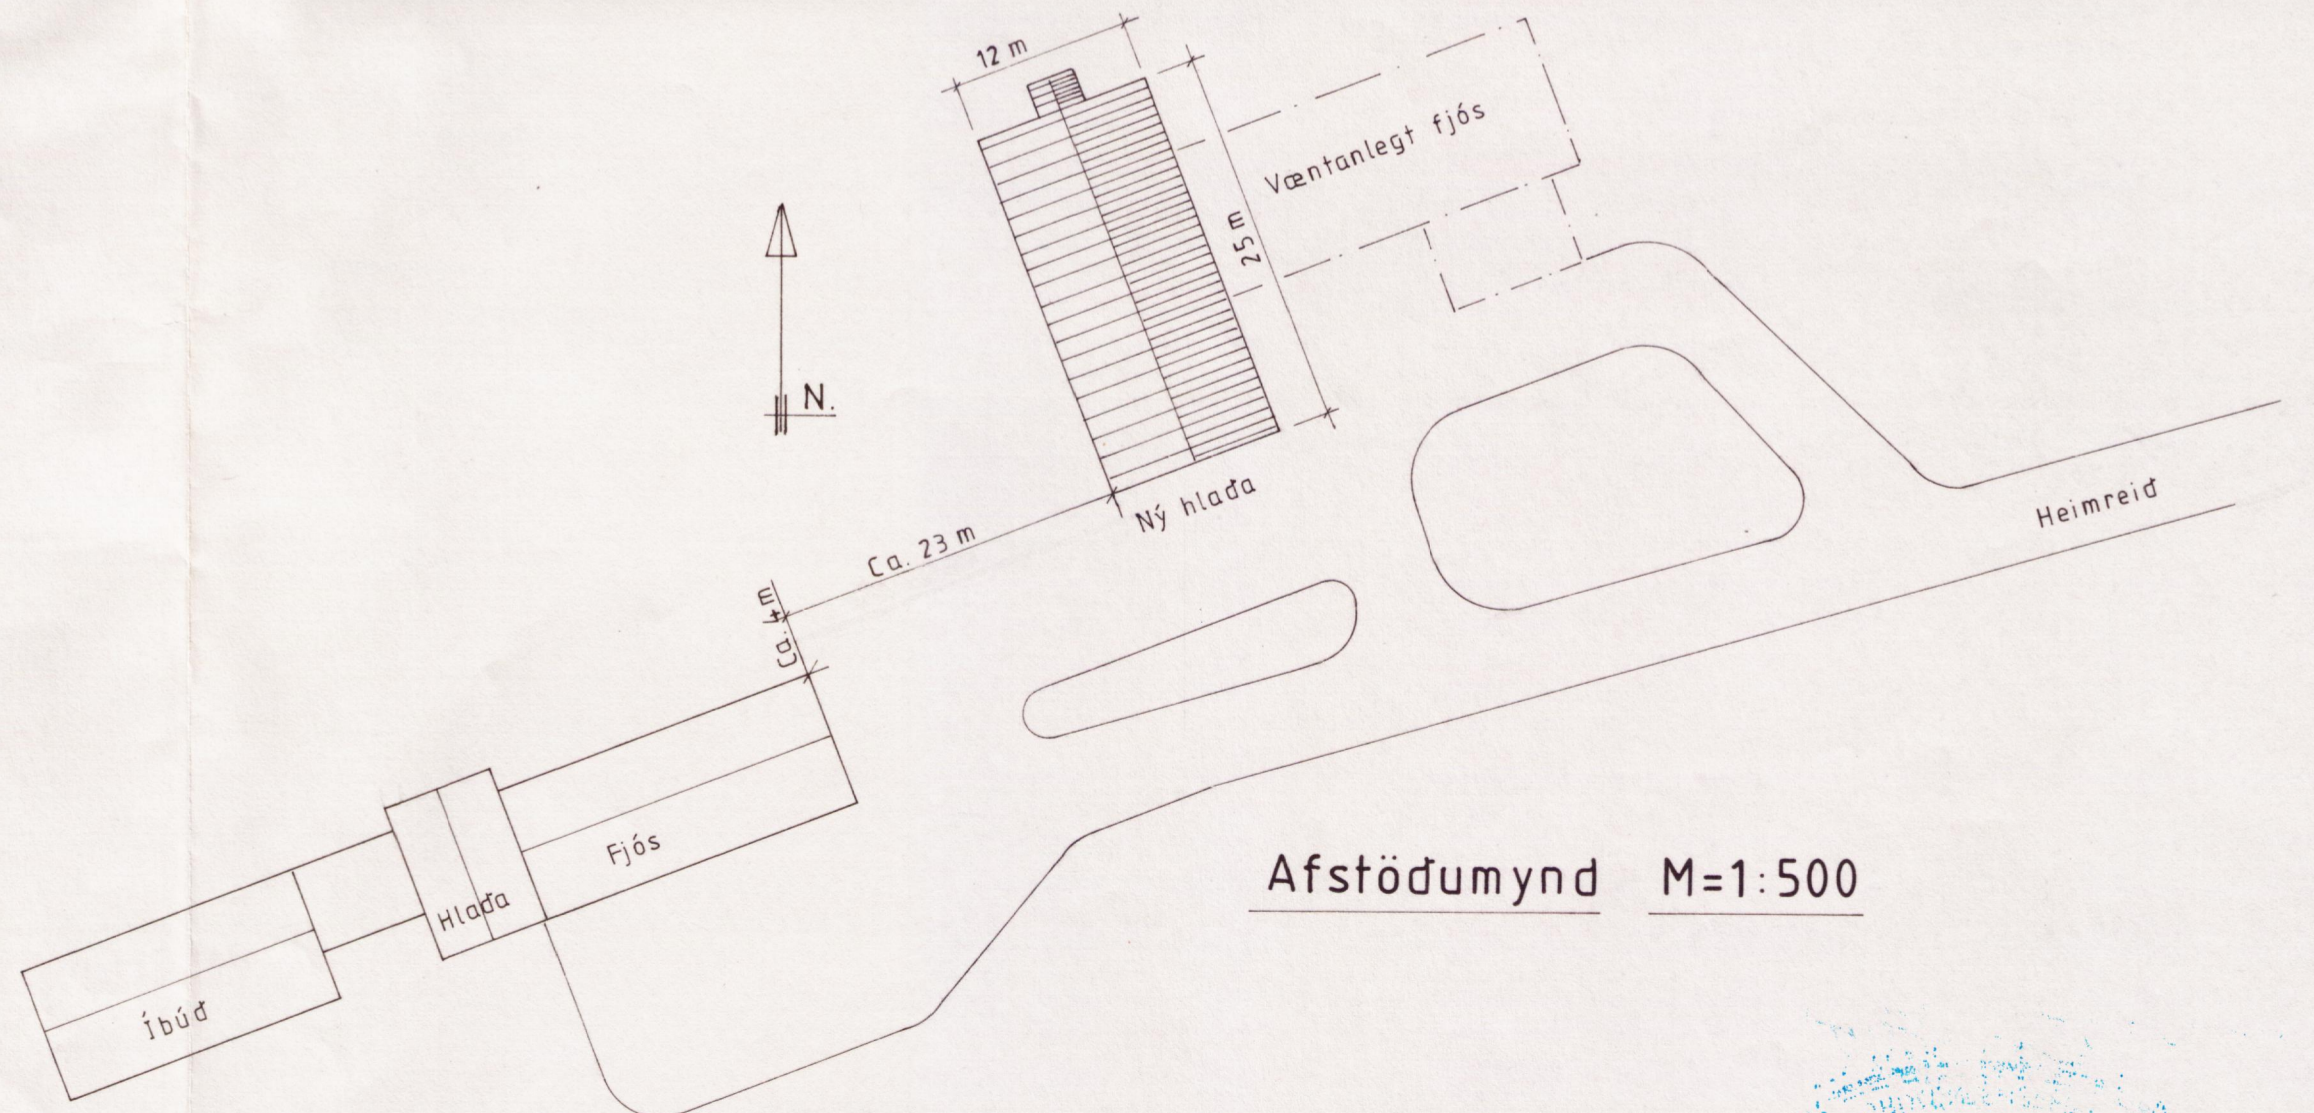 12 m
Væntanlegt fjós
25 m
N.
Ný hlaða
Ca. 23 m
Heimreið
Ca. 4 m
Fjós
Hlaða
Íbúð
Afstöðumynd M=1:500